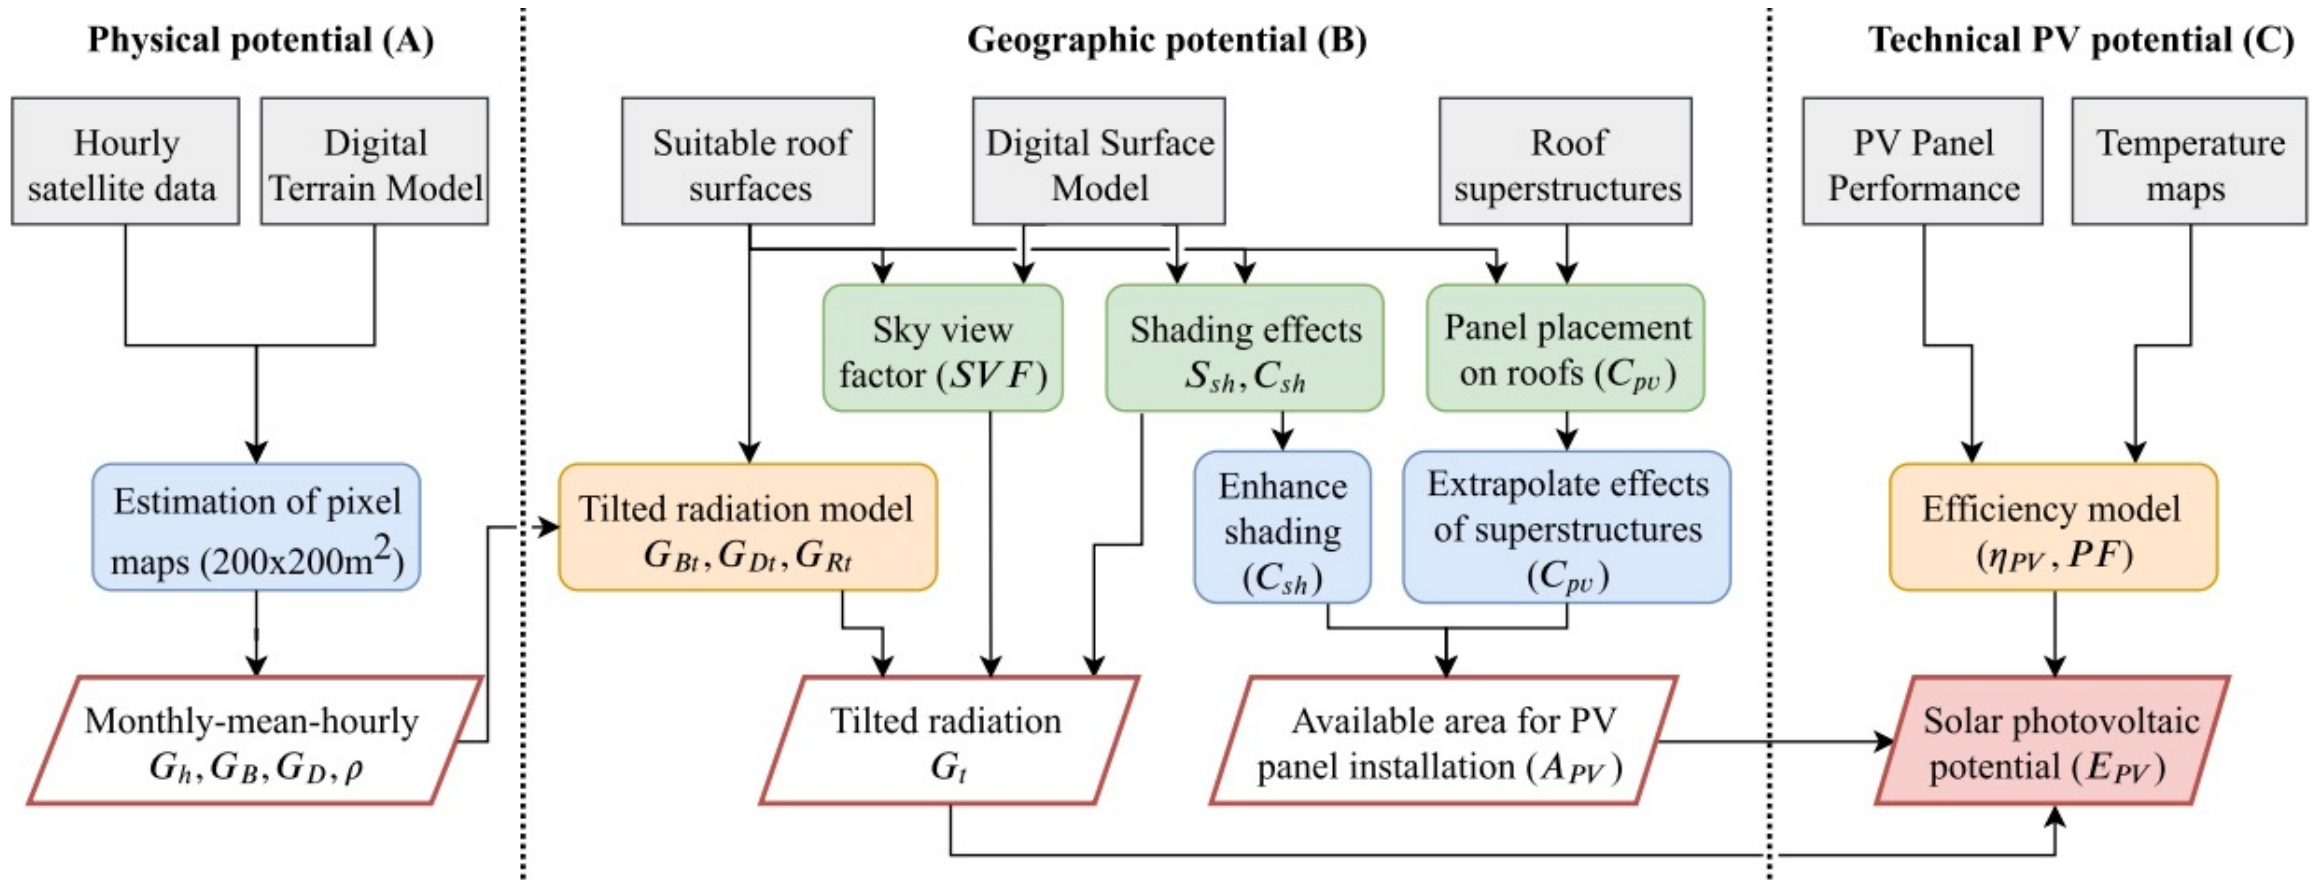 Physical potential (A)
Geographic potential (B)
Technical PV potential (C)
Hourly
satellite data
Digital
Terrain Model
Suitable roof
surfaces
Digital Surface
Model
Roof
superstructures
PV Panel
Performance
Temperature
maps
Sky view
factor (SVF)
Shading effects
S_sh, C_sh
Panel placement
on roofs (C_pv)
Estimation of pixel
maps (200x200m²)
Tilted radiation model
G_Bt, G_Dt, G_Rt
Enhance
shading
(C_sh)
Extrapolate effects
of superstructures
(C_pv)
Efficiency model
(η_PV, PF)
Monthly-mean-hourly
G_h, G_B, G_D, ρ
Tilted radiation
G_t
Available area for PV
panel installation (A_PV)
Solar photovoltaic
potential (E_PV)